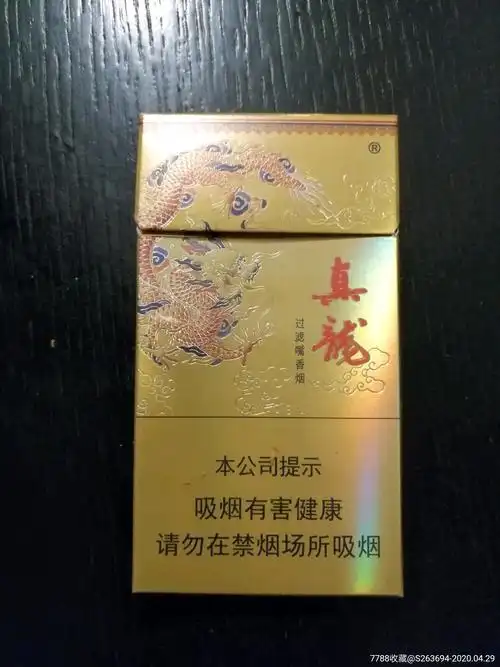 ®
真龍
过滤嘴香烟
本公司提示
吸烟有害健康
请勿在禁烟场所吸烟
7788收藏@S263694-2020.04.29